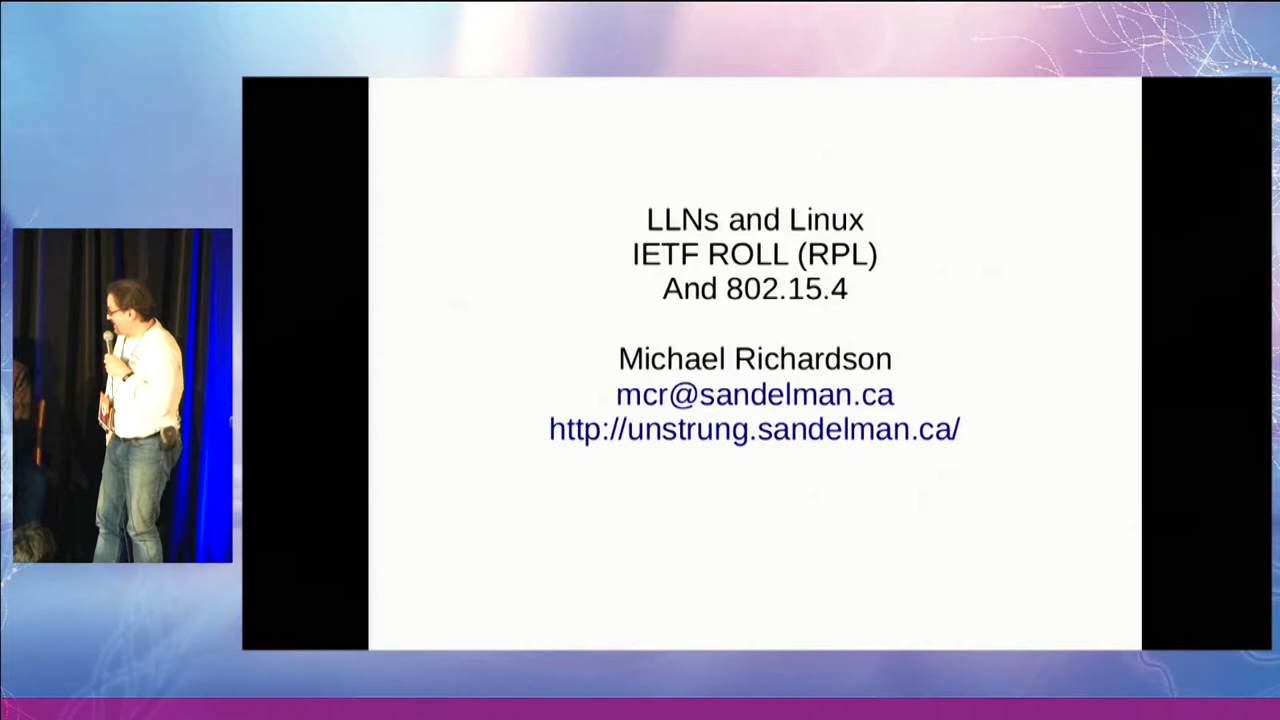 LLNs and Linux
IETF ROLL (RPL)
And 802.15.4
Michael Richardson
mcr@sandelman.ca
http://unstrung.sandelman.ca/